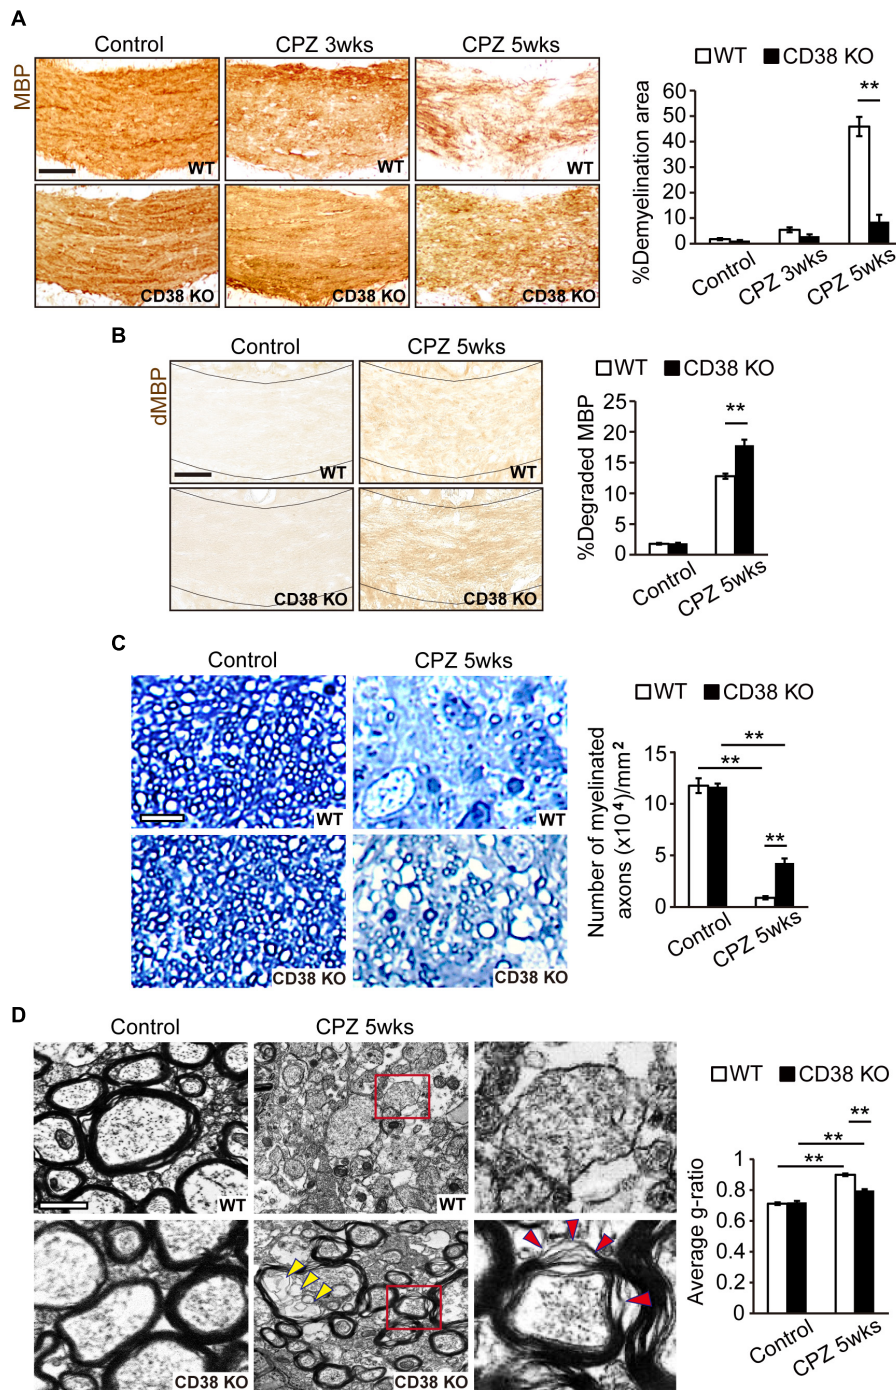 A
Control
CPZ 3wks
CPZ 5wks
MBP
WT
WT
WT
CD38 KO
CD38 KO
CD38 KO
WT
CD38 KO
%Demyelination area
60
50
40
30
20
10
0
**
Control
CPZ 3wks
CPZ 5wks
B
Control
CPZ 5wks
dMBP
WT
WT
CD38 KO
CD38 KO
WT
CD38 KO
%Degraded MBP
25
20
15
10
5
0
**
Control
CPZ 5wks
C
Control
CPZ 5wks
WT
WT
CD38 KO
CD38 KO
WT
CD38 KO
Number of myelinated
axons (x10⁴)/mm²
15
10
5
0
**
**
**
Control
CPZ 5wks
D
Control
CPZ 5wks
WT
WT
CD38 KO
CD38 KO
WT
CD38 KO
Average g-ratio
1
0.8
0.6
0.4
0.2
0
**
**
**
Control
CPZ 5wks